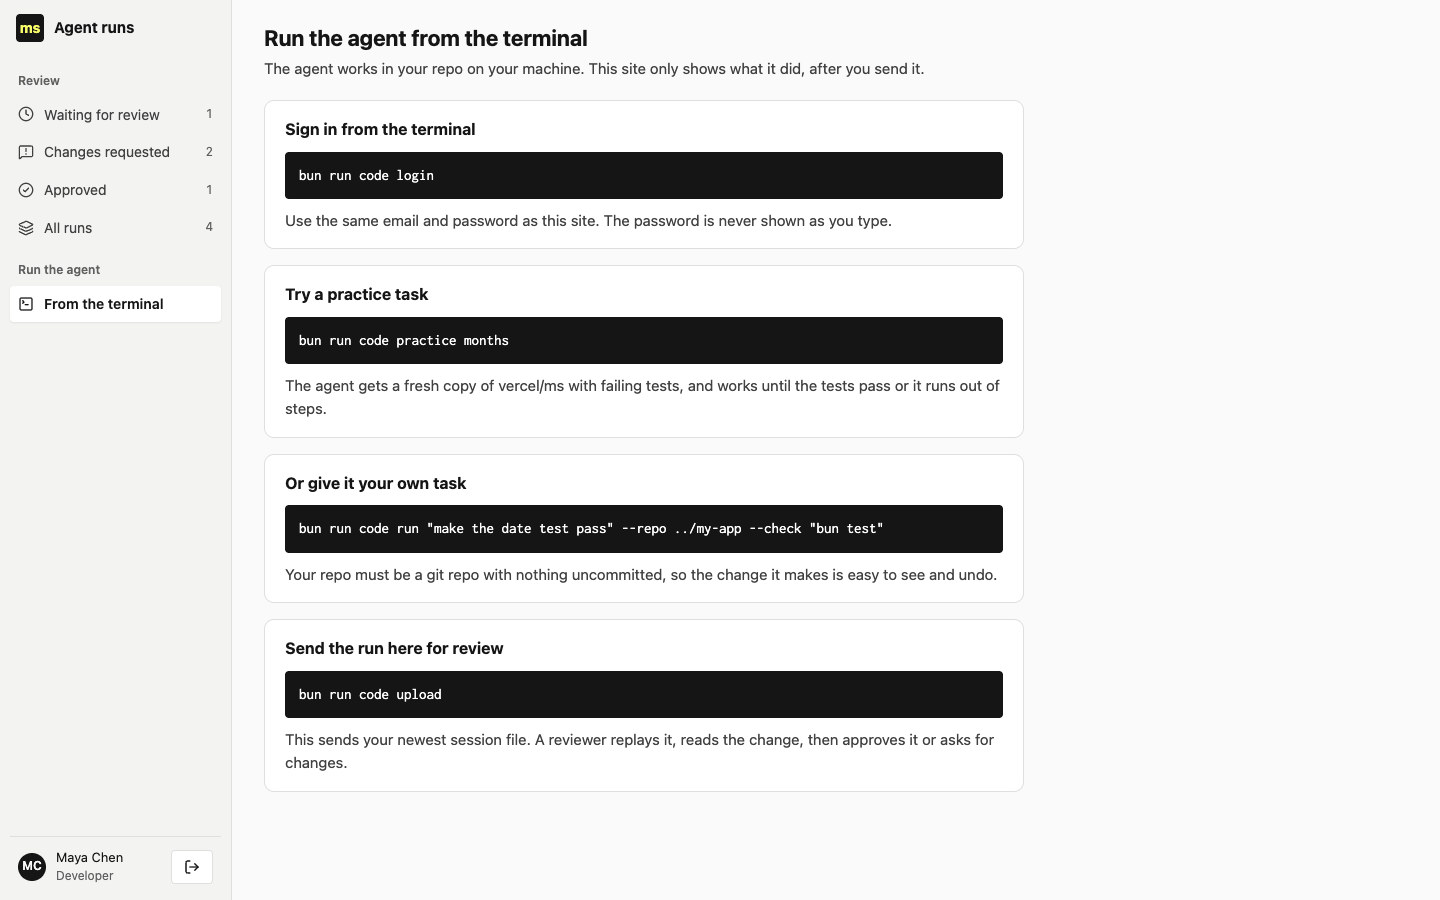 ms Agent runs
Review
Waiting for review 1
Changes requested 2
Approved 1
All runs 4
Run the agent
From the terminal
MC Maya Chen
Developer
Run the agent from the terminal
The agent works in your repo on your machine. This site only shows what it did, after you send it.
Sign in from the terminal
bun run code login
Use the same email and password as this site. The password is never shown as you type.
Try a practice task
bun run code practice months
The agent gets a fresh copy of vercel/ms with failing tests, and works until the tests pass or it runs out of
steps.
Or give it your own task
bun run code run "make the date test pass" --repo ../my-app --check "bun test"
Your repo must be a git repo with nothing uncommitted, so the change it makes is easy to see and undo.
Send the run here for review
bun run code upload
This sends your newest session file. A reviewer replays it, reads the change, then approves it or asks for
changes.